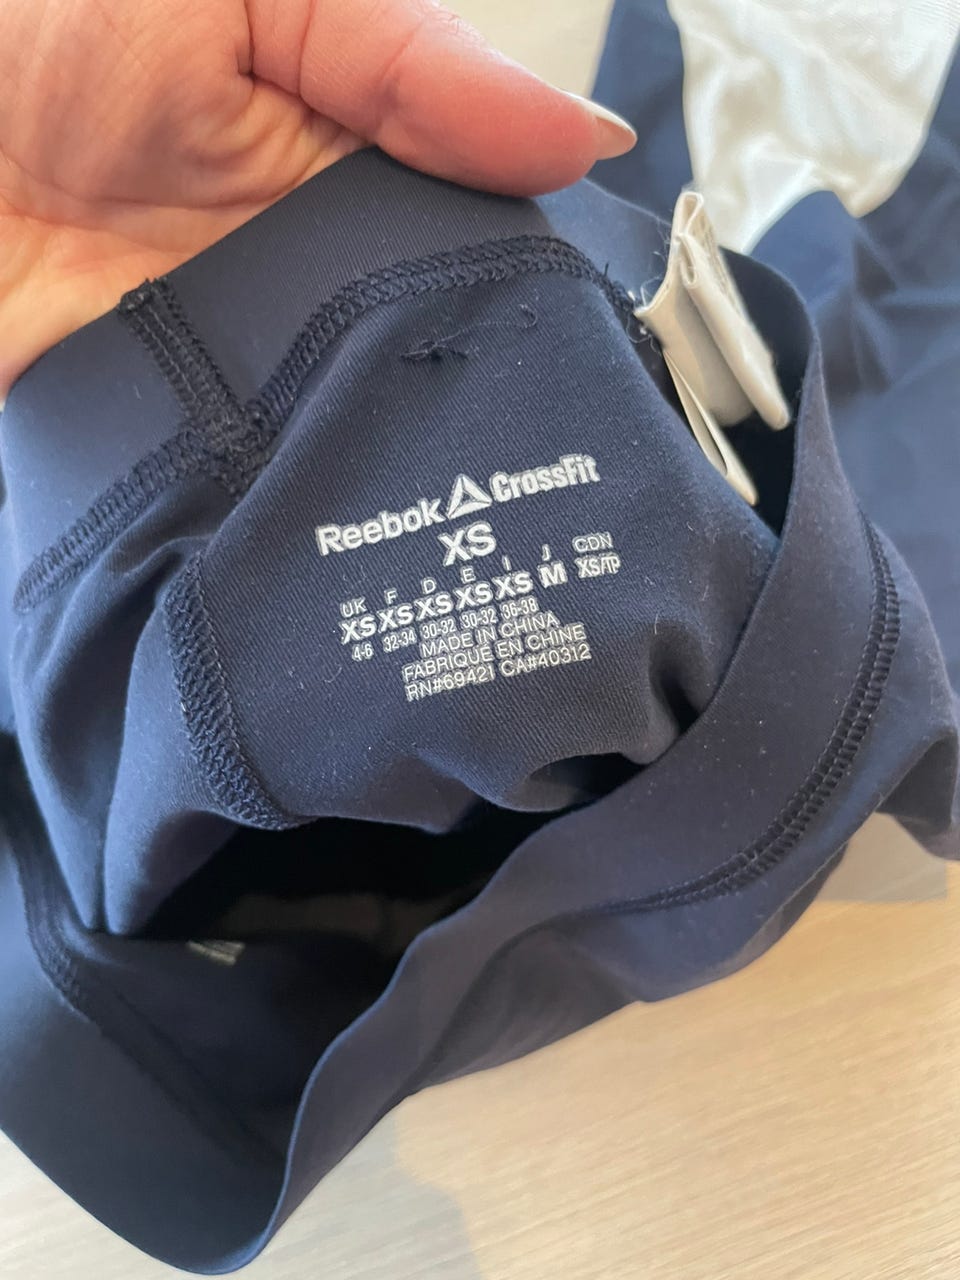 Reebok CrossFit
XS
UK F D E I J CDN
XS XS XS XS XS M XS/TP
4-6 32-34 30-32 30-32 36-38
MADE IN CHINA
FABRIQUE EN CHINE
RN#69421 CA#40312